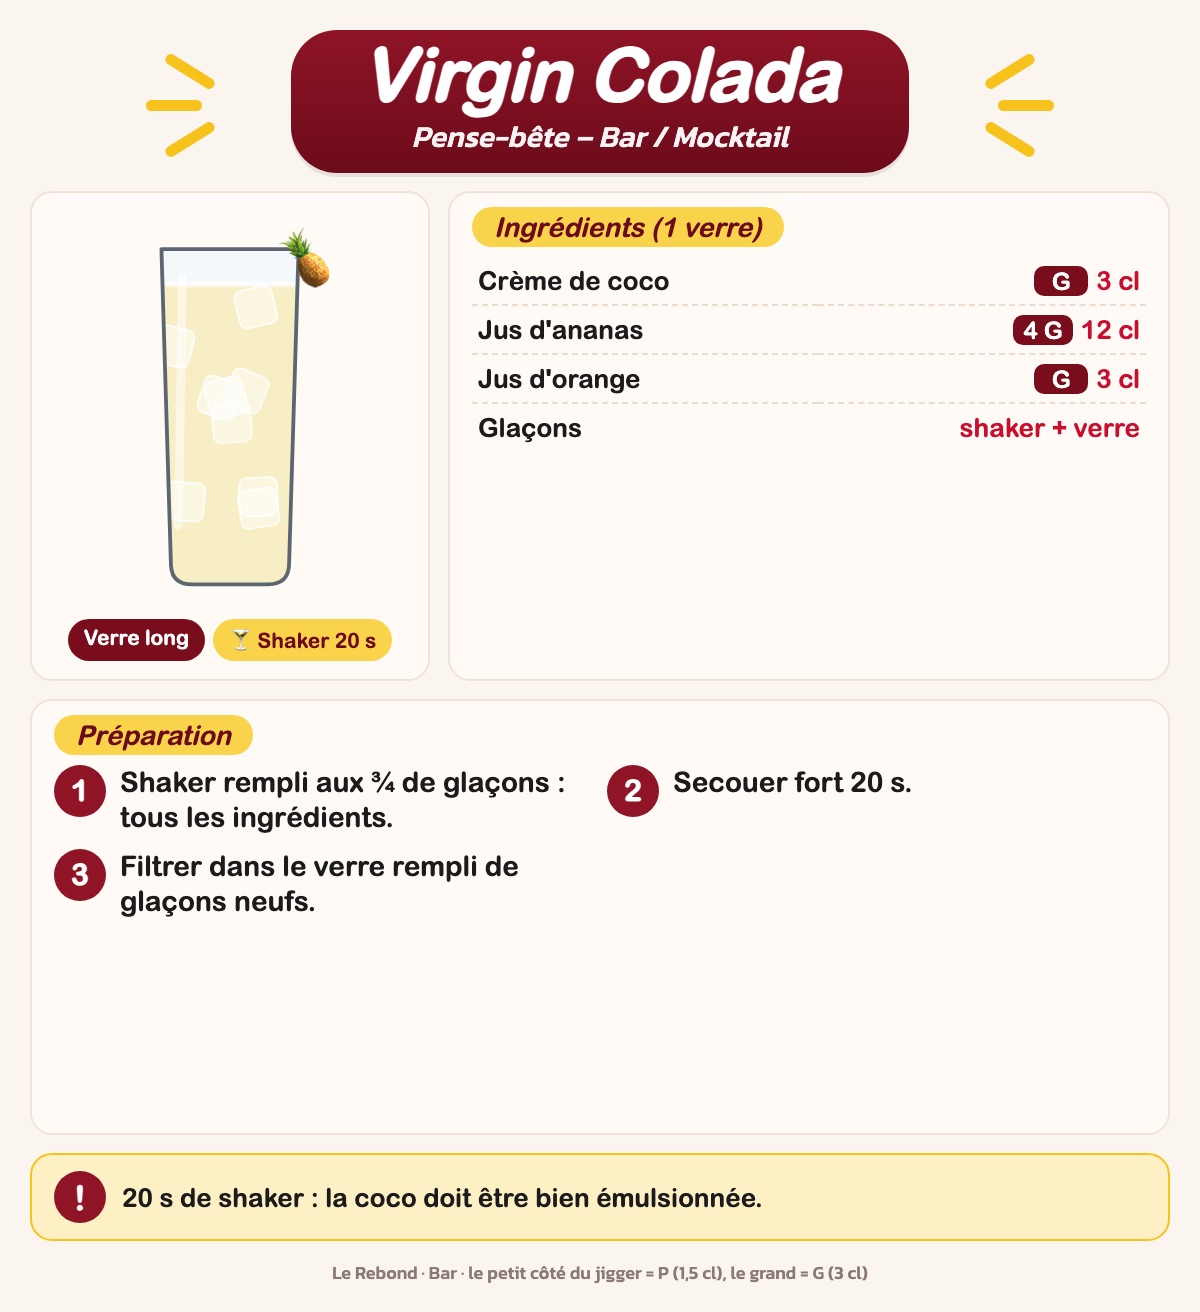 Virgin Colada
Pense-bête – Bar / Mocktail
Verre long
Shaker 20 s
Ingrédients (1 verre)
Crème de coco G 3 cl
Jus d'ananas 4 G 12 cl
Jus d'orange G 3 cl
Glaçons shaker + verre
Préparation
1 Shaker rempli aux ¾ de glaçons :
tous les ingrédients.
2 Secouer fort 20 s.
3 Filtrer dans le verre rempli de
glaçons neufs.
! 20 s de shaker : la coco doit être bien émulsionnée.
Le Rebond · Bar · le petit côté du jigger = P (1,5 cl), le grand = G (3 cl)